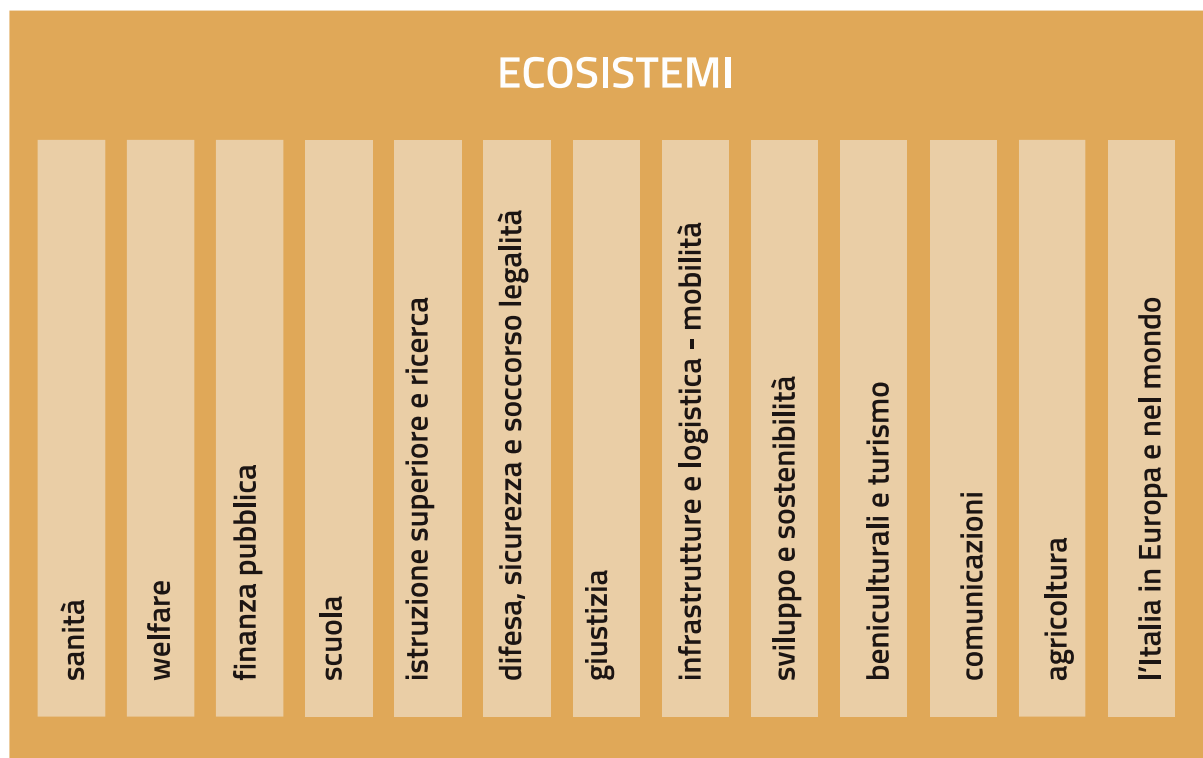 ECOSISTEMI
sanità
welfare
finanza pubblica
scuola
istruzione superiore e ricerca
difesa, sicurezza e soccorso legalità
giustizia
infrastrutture e logistica - mobilità
sviluppo e sostenibilità
beniculturali e turismo
comunicazioni
agricoltura
l'Italia in Europa e nel mondo